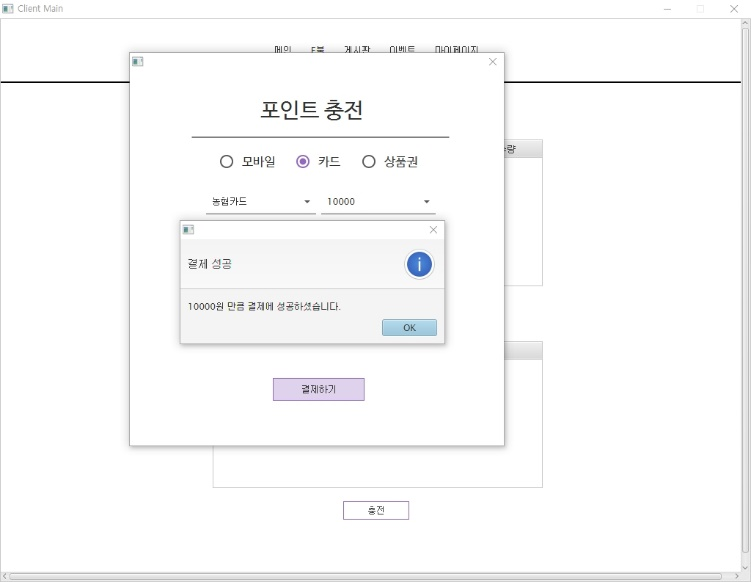 Client Main
메인 E북 게시판 이벤트 마이페이지
포인트 충전
모바일 카드 상품권
농협카드 10000
결제 성공
10000원 만큼 결제에 성공하셨습니다.
OK
결제하기
충전